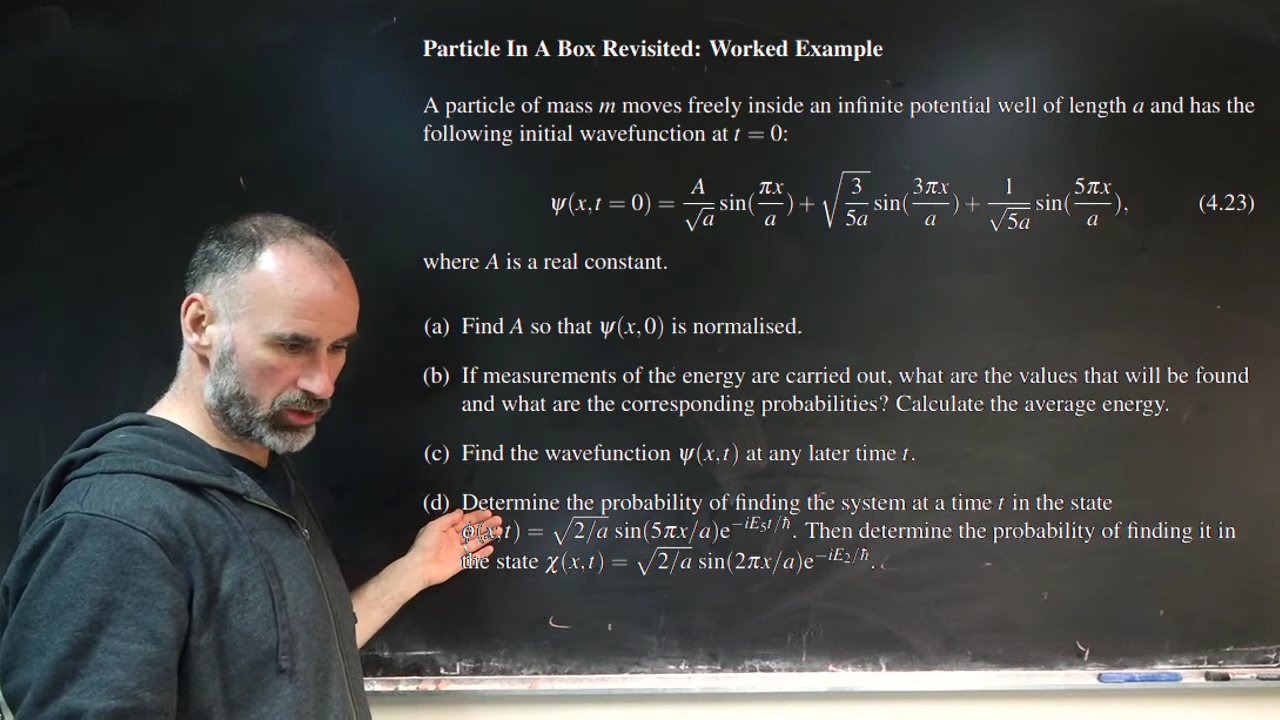 Particle In A Box Revisited: Worked Example
A particle of mass m moves freely inside an infinite potential well of length a and has the
following initial wavefunction at t = 0:
ψ(x,t = 0) = A/√a sin(πx/a) + √(3/5a) sin(3πx/a) + 1/√5a sin(5πx/a), (4.23)
where A is a real constant.
(a) Find A so that ψ(x,0) is normalised.
(b) If measurements of the energy are carried out, what are the values that will be found
and what are the corresponding probabilities? Calculate the average energy.
(c) Find the wavefunction ψ(x,t) at any later time t.
(d) Determine the probability of finding the system at a time t in the state
ϕ(x,t) = √2/a sin(5πx/a)e^−iE₅t/ħ. Then determine the probability of finding it in
the state χ(x,t) = √2/a sin(2πx/a)e^−iE₂/ħ.